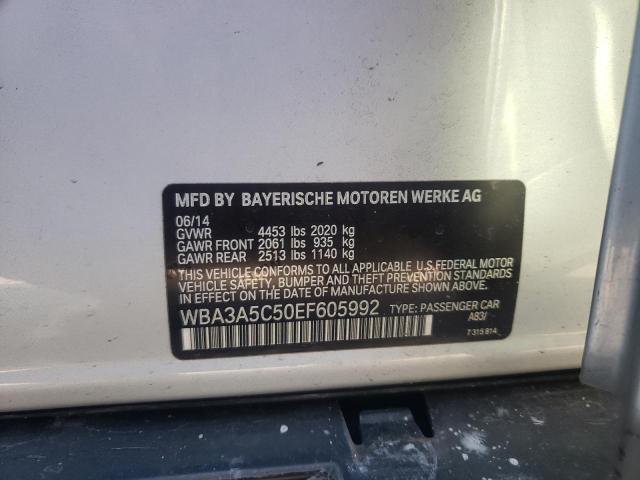 MFD BY BAYERISCHE MOTOREN WERKE AG
06/14
GVWR 4453 lbs 2020 kg
GAWR FRONT 2061 lbs 935 kg
GAWR REAR 2513 lbs 1140 kg
THIS VEHICLE CONFORMS TO ALL APPLICABLE U.S.FEDERAL MOTOR
VEHICLE SAFETY, BUMPER AND THEFT PREVENTION STANDARDS
IN EFFECT ON THE DATE OF MANUFACTURE SHOWN ABOVE.
WBA3A5C50EF605992 TYPE: PASSENGER CAR
A83/
7 315 814